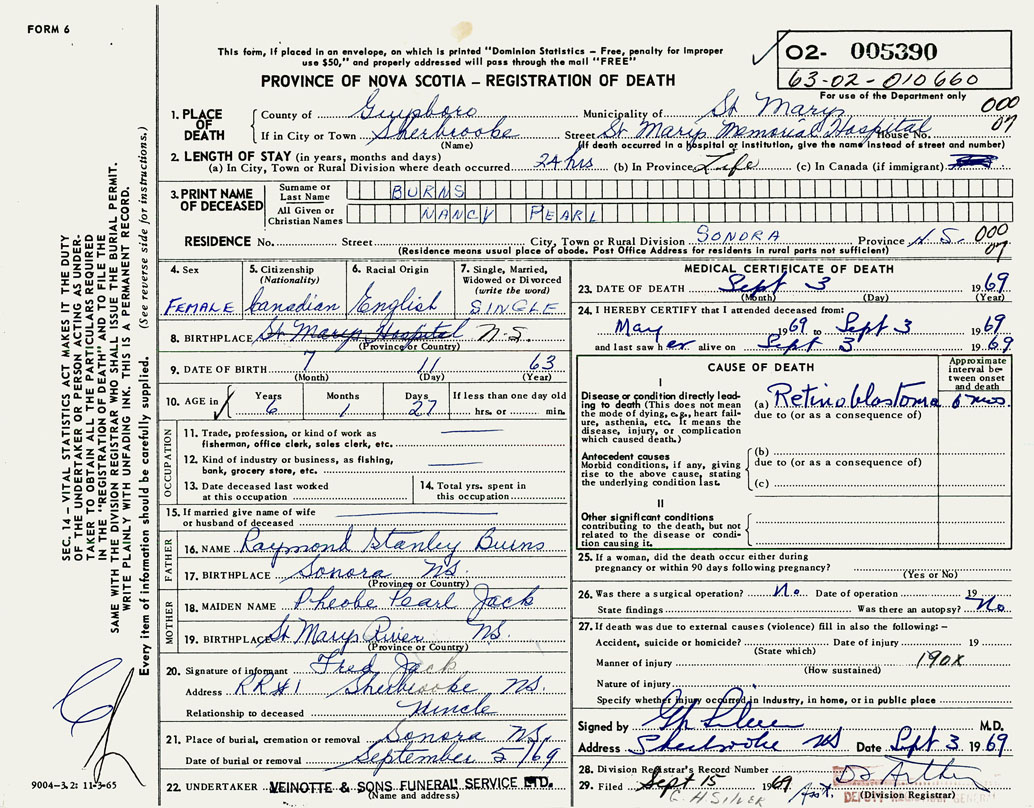 FORM 6
This form, if placed in an envelope, on which is printed "Dominion Statistics – Free, penalty for improper
use $50," and properly addressed will pass through the mail "FREE"
PROVINCE OF NOVA SCOTIA – REGISTRATION OF DEATH
02- 005390
63-02-010660
For use of the Department only
1. PLACE OF DEATH
County of Guysboro Municipality of St Marys 000
If in City or Town Sherbrooke Street St Marys Memorial Hospital House No. 07
(Name) (If death occurred in a hospital or institution, give the name instead of street and number)
2. LENGTH OF STAY (in years, months and days)
(a) In City, Town or Rural Division where death occurred 24 hrs (b) In Province Life (c) In Canada (if immigrant)
3. PRINT NAME OF DECEASED
Surname or Last Name BURNS
All Given or Christian Names NANCY PEARL
RESIDENCE No. Street City, Town or Rural Division SONORA Province N.S. 000
(Residence means usual place of abode. Post Office Address for residents in rural parts not sufficient) 07
4. Sex 5. Citizenship (Nationality) 6. Racial Origin 7. Single, Married, Widowed or Divorced (write the word)
FEMALE Canadian English SINGLE
8. BIRTHPLACE St Marys Hospital N.S.
(Province or Country)
9. DATE OF BIRTH 7 11 63
(Month) (Day) (Year)
10. AGE in Years Months Days If less than one day old
6 1 27 hrs. or min.
OCCUPATION
11. Trade, profession, or kind of work as
fisherman, office clerk, sales clerk, etc.
12. Kind of industry or business, as fishing,
bank, grocery store, etc.
13. Date deceased last worked
at this occupation
14. Total yrs. spent in
this occupation
15. If married give name of wife
or husband of deceased
FATHER
16. NAME Raymond Stanley Burns
17. BIRTHPLACE Sonora NS.
(Province or Country)
MOTHER
18. MAIDEN NAME Pheobe Pearl Jack
19. BIRTHPLACE St Marys River NS.
(Province or Country)
20. Signature of informant Fred Jack
Address RR#1 Sherbrooke NS.
Relationship to deceased Uncle
21. Place of burial, cremation or removal Sonora NS.
Date of burial or removal September 5/69
22. UNDERTAKER VEINOTTE & SONS FUNERAL SERVICE LTD.
(Name and address)
MEDICAL CERTIFICATE OF DEATH
23. DATE OF DEATH Sept 3 1969
(Month) (Day) (Year)
24. I HEREBY CERTIFY that I attended deceased from:
May 1969 to Sept 3 1969
and last saw her alive on Sept 3 1969
CAUSE OF DEATH
Approximate interval between onset and death
I
Disease or condition directly leading to death (This does not mean
the mode of dying, e.g., heart failure, asthenia, etc. It means the
disease, injury, or complication
which caused death.)
(a) Retinoblastoma 6 mos.
due to (or as a consequence of)
Antecedent causes
Morbid conditions, if any, giving
rise to the above cause, stating
the underlying condition last.
(b)
due to (or as a consequence of)
(c)
II
Other significant conditions
contributing to the death, but not
related to the disease or condition causing it.
25. If a woman, did the death occur either during
pregnancy or within 90 days following pregnancy?
(Yes or No)
26. Was there a surgical operation? No Date of operation 19
State findings Was there an autopsy? No
27. If death was due to external causes (violence) fill in also the following: –
Accident, suicide or homicide? Date of injury 19
(State which)
Manner of injury 190X
(How sustained)
Nature of injury
Specify whether injury occurred in industry, in home, or in public place
Signed by M.D.
Address Sherbrooke NS Date Sept 3 1969
28. Division Registrar's Record Number
29. Filed Sept 15 1969 Ass't.
C H SILVER
(Division Registrar)
DEPUTY REGISTRAR GENERAL
SEC. 14 – VITAL STATISTICS ACT MAKES IT THE DUTY
OF THE UNDERTAKER OR PERSON ACTING AS UNDER-
TAKER TO OBTAIN ALL THE PARTICULARS REQUIRED
IN THE "REGISTRATION OF DEATH" AND TO FILE THE
SAME WITH THE DIVISION REGISTRAR WHO SHALL ISSUE THE BURIAL PERMIT.
WRITE PLAINLY WITH UNFADING INK. THIS IS A PERMANENT RECORD.
Every item of information should be carefully supplied. (See reverse side for instructions.)
9004-3.2: 11-3-65